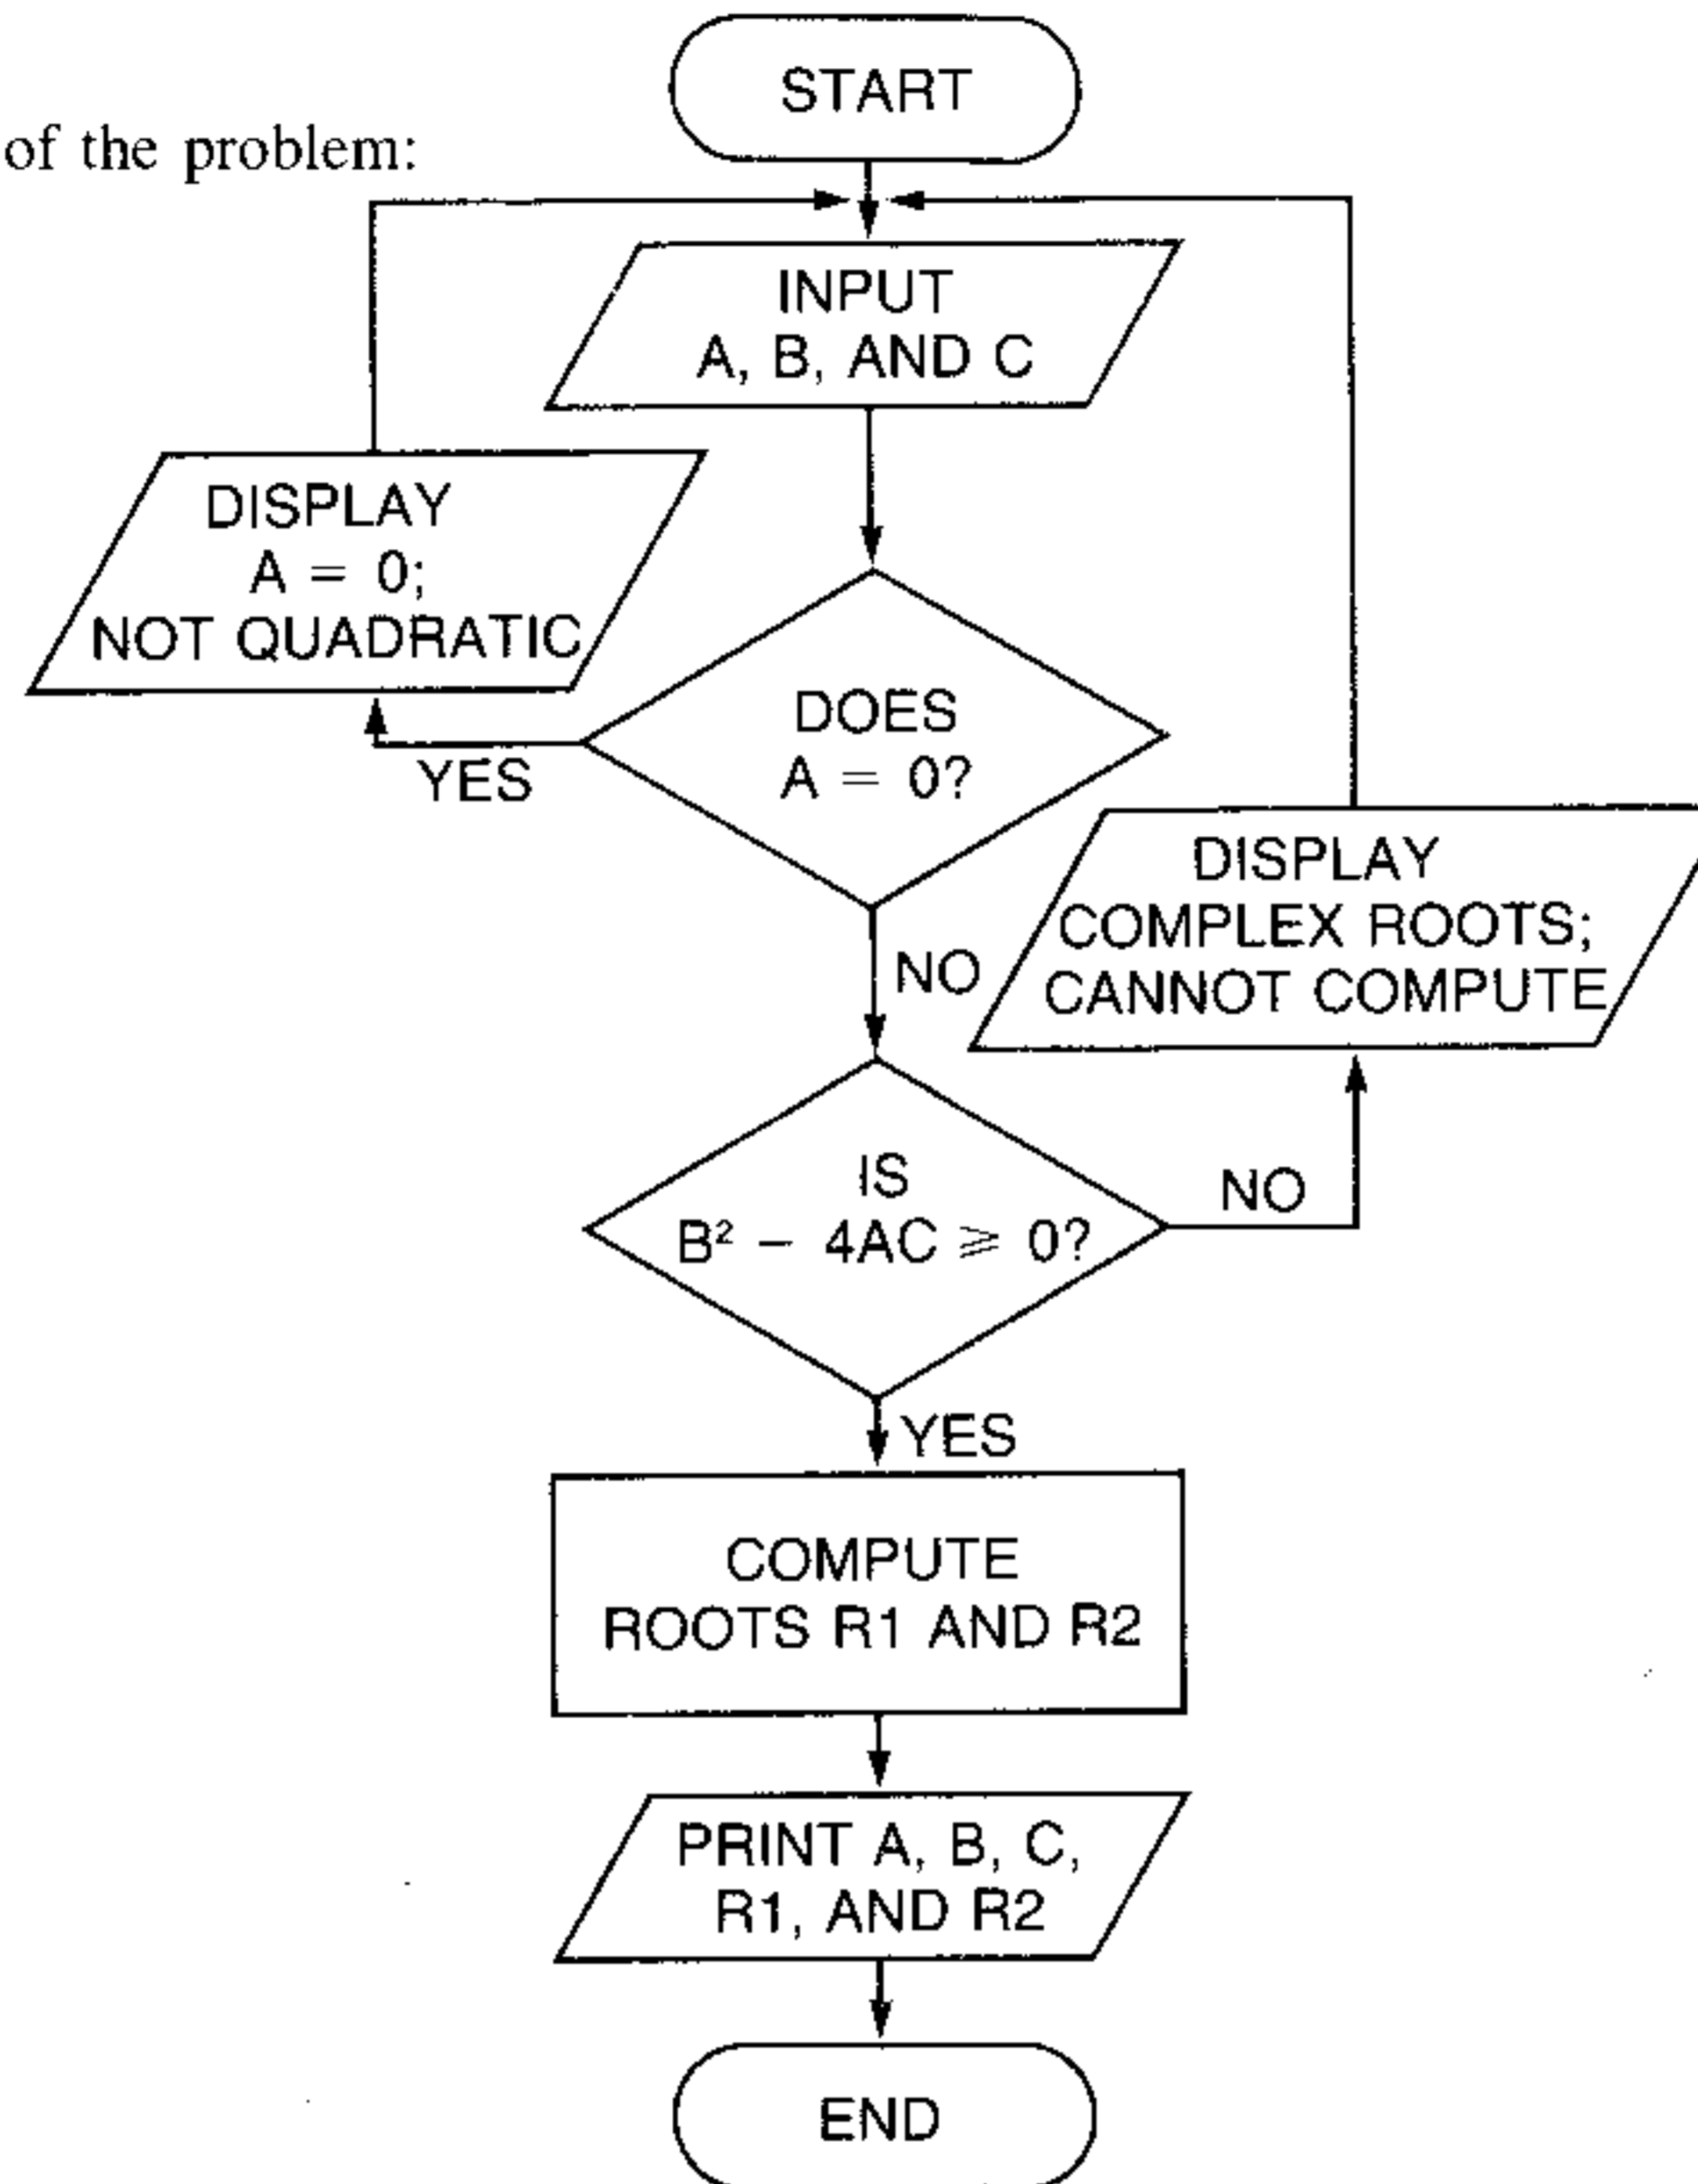 START
of the problem:
INPUT
A, B, AND C
DISPLAY
A = 0;
NOT QUADRATIC
DOES
A = 0?
YES
DISPLAY
COMPLEX ROOTS;
CANNOT COMPUTE
NO
IS
B² − 4AC ⩾ 0?
NO
YES
COMPUTE
ROOTS R1 AND R2
PRINT A, B, C,
R1, AND R2
END